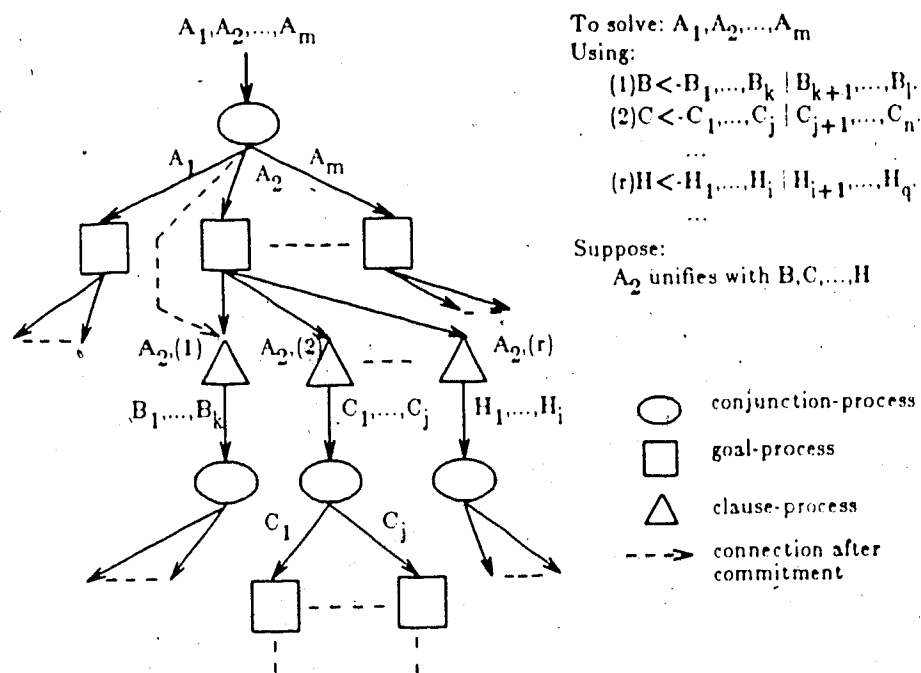 A1,A2,...,Am
To solve: A1,A2,...,Am
Using:
(1)B<-B1,...,Bk | Bk+1,...,Bl.
(2)C<-C1,...,Cj | Cj+1,...,Cn.
...
(r)H<-H1,...,Hi | Hi+1,...,Hq.
...
Suppose:
A2 unifies with B,C,...,H
A1
A2
Am
A2,(1)
A2,(2)
A2,(r)
B1,...,Bk
C1,...,Cj
H1,...,Hi
C1
Cj
conjunction-process
goal-process
clause-process
connection after
commitment